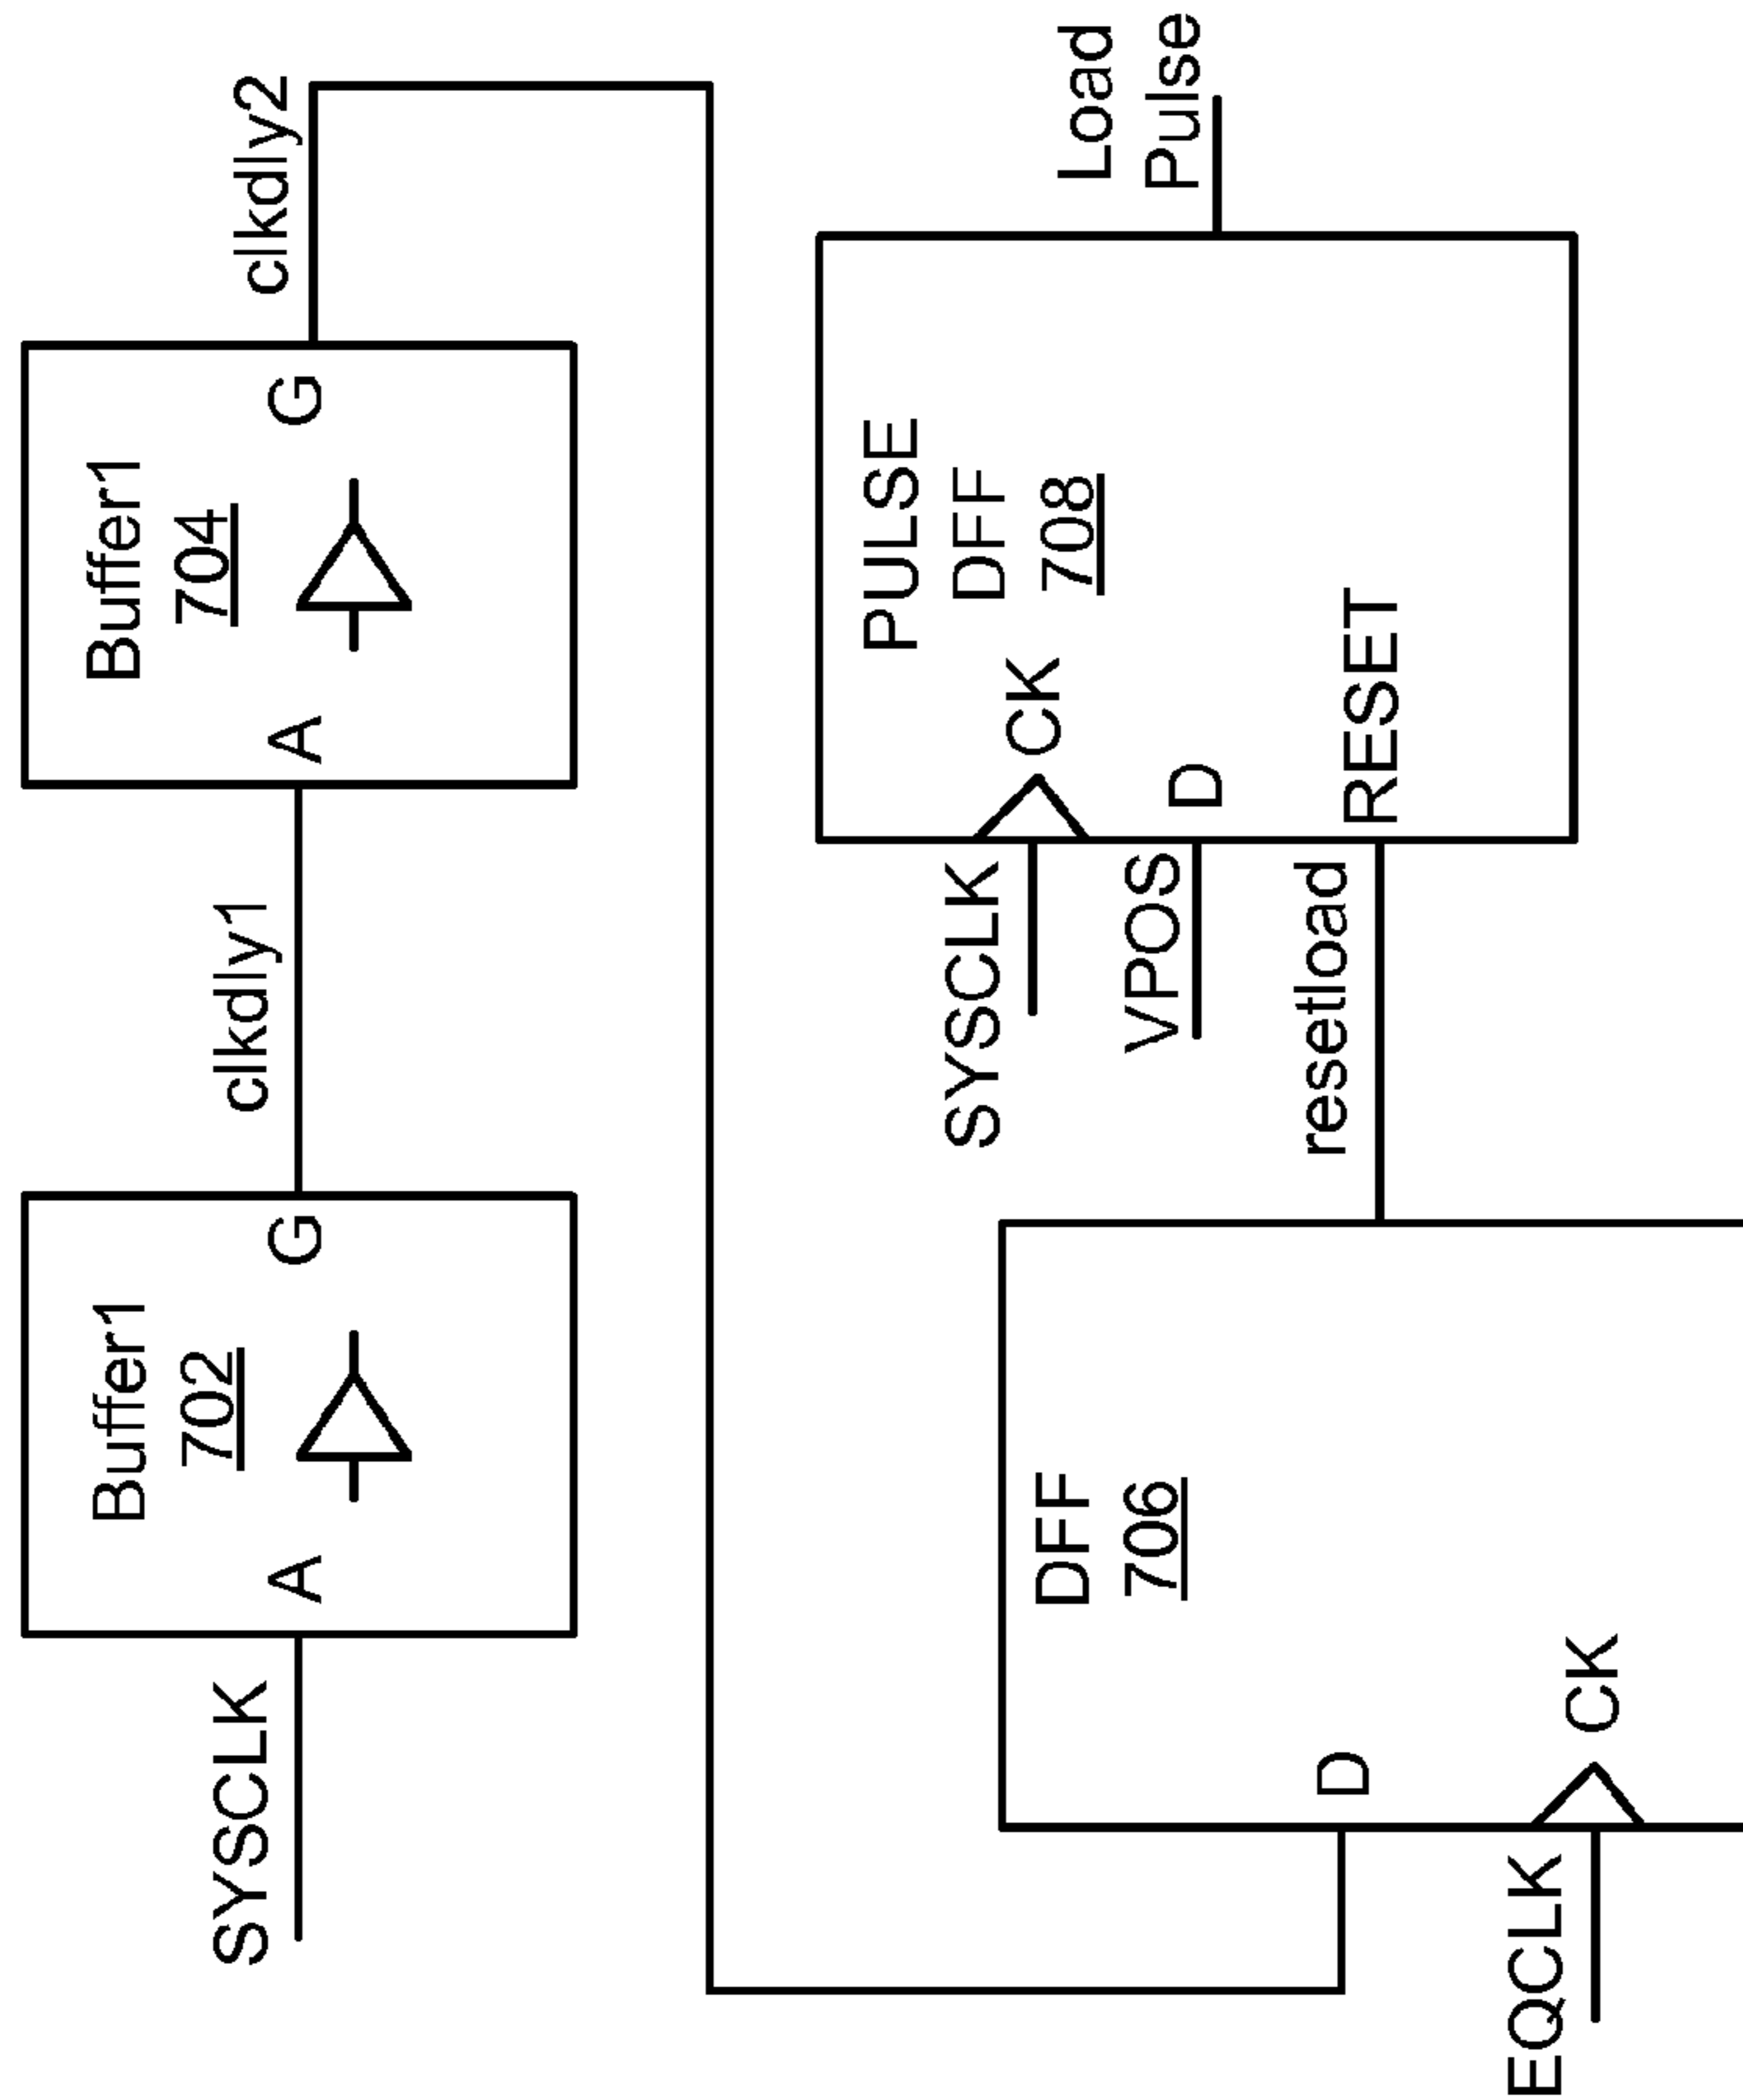 SYSCLK
A
Buffer1
702
G
clkdly1
A
Buffer1
704
G
clkdly2
EQCLK
D
CK
DFF
706
resetload
SYSCLK
VPOS
CK
D
RESET
PULSE
DFF
708
Load
Pulse